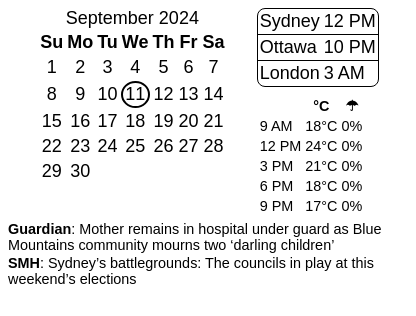 September 2024
Su Mo Tu We Th Fr Sa
1 2 3 4 5 6 7
8 9 10 11 12 13 14
15 16 17 18 19 20 21
22 23 24 25 26 27 28
29 30
Sydney 12 PM
Ottawa 10 PM
London 3 AM
°C ☂
9 AM 18°C 0%
12 PM 24°C 0%
3 PM 21°C 0%
6 PM 18°C 0%
9 PM 17°C 0%
Guardian: Mother remains in hospital under guard as Blue
Mountains community mourns two ‘darling children’
SMH: Sydney’s battlegrounds: The councils in play at this
weekend’s elections